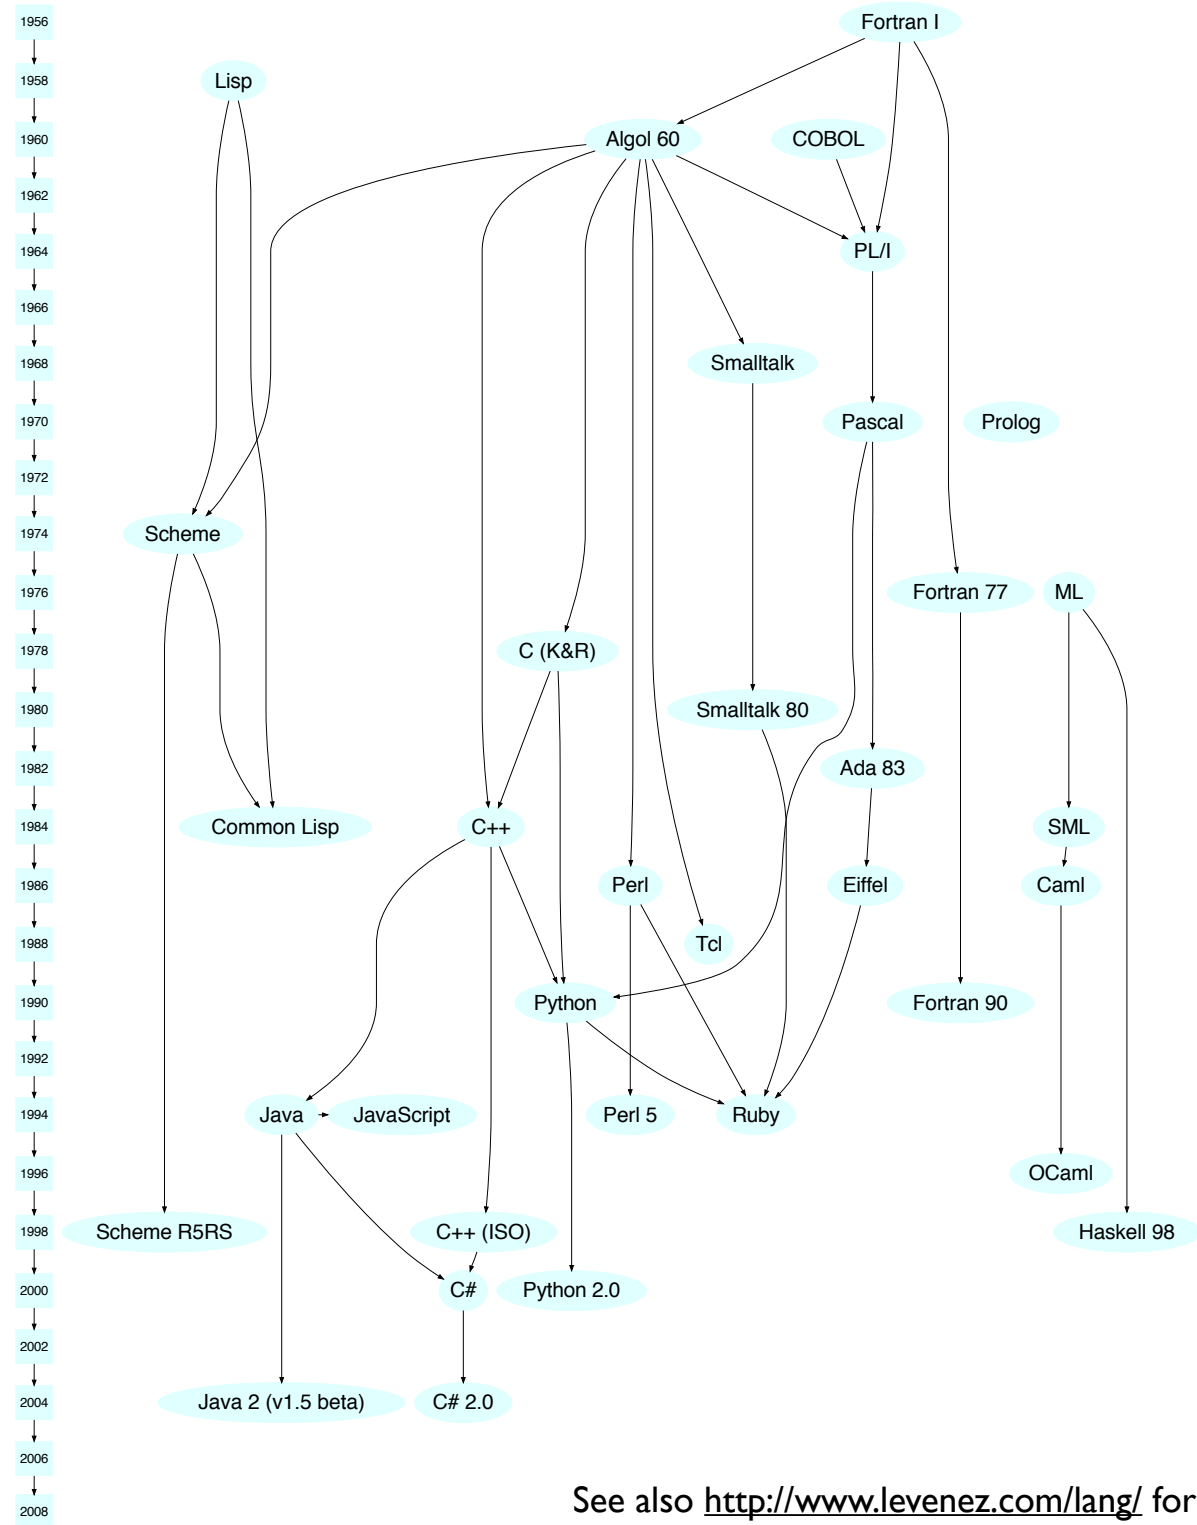 1956
Fortran I
1958
Lisp
1960
Algol 60
COBOL
1962
1964
PL/I
1966
1968
Smalltalk
1970
Pascal
Prolog
1972
1974
Scheme
1976
Fortran 77
ML
1978
C (K&R)
1980
Smalltalk 80
1982
Ada 83
1984
Common Lisp
C++
SML
1986
Perl
Eiffel
Caml
1988
Tcl
1990
Python
Fortran 90
1992
1994
Java
JavaScript
Perl 5
Ruby
1996
OCaml
1998
Scheme R5RS
C++ (ISO)
Haskell 98
2000
C#
Python 2.0
2002
2004
Java 2 (v1.5 beta)
C# 2.0
2006
2008
See also http://www.levenez.com/lang/ for